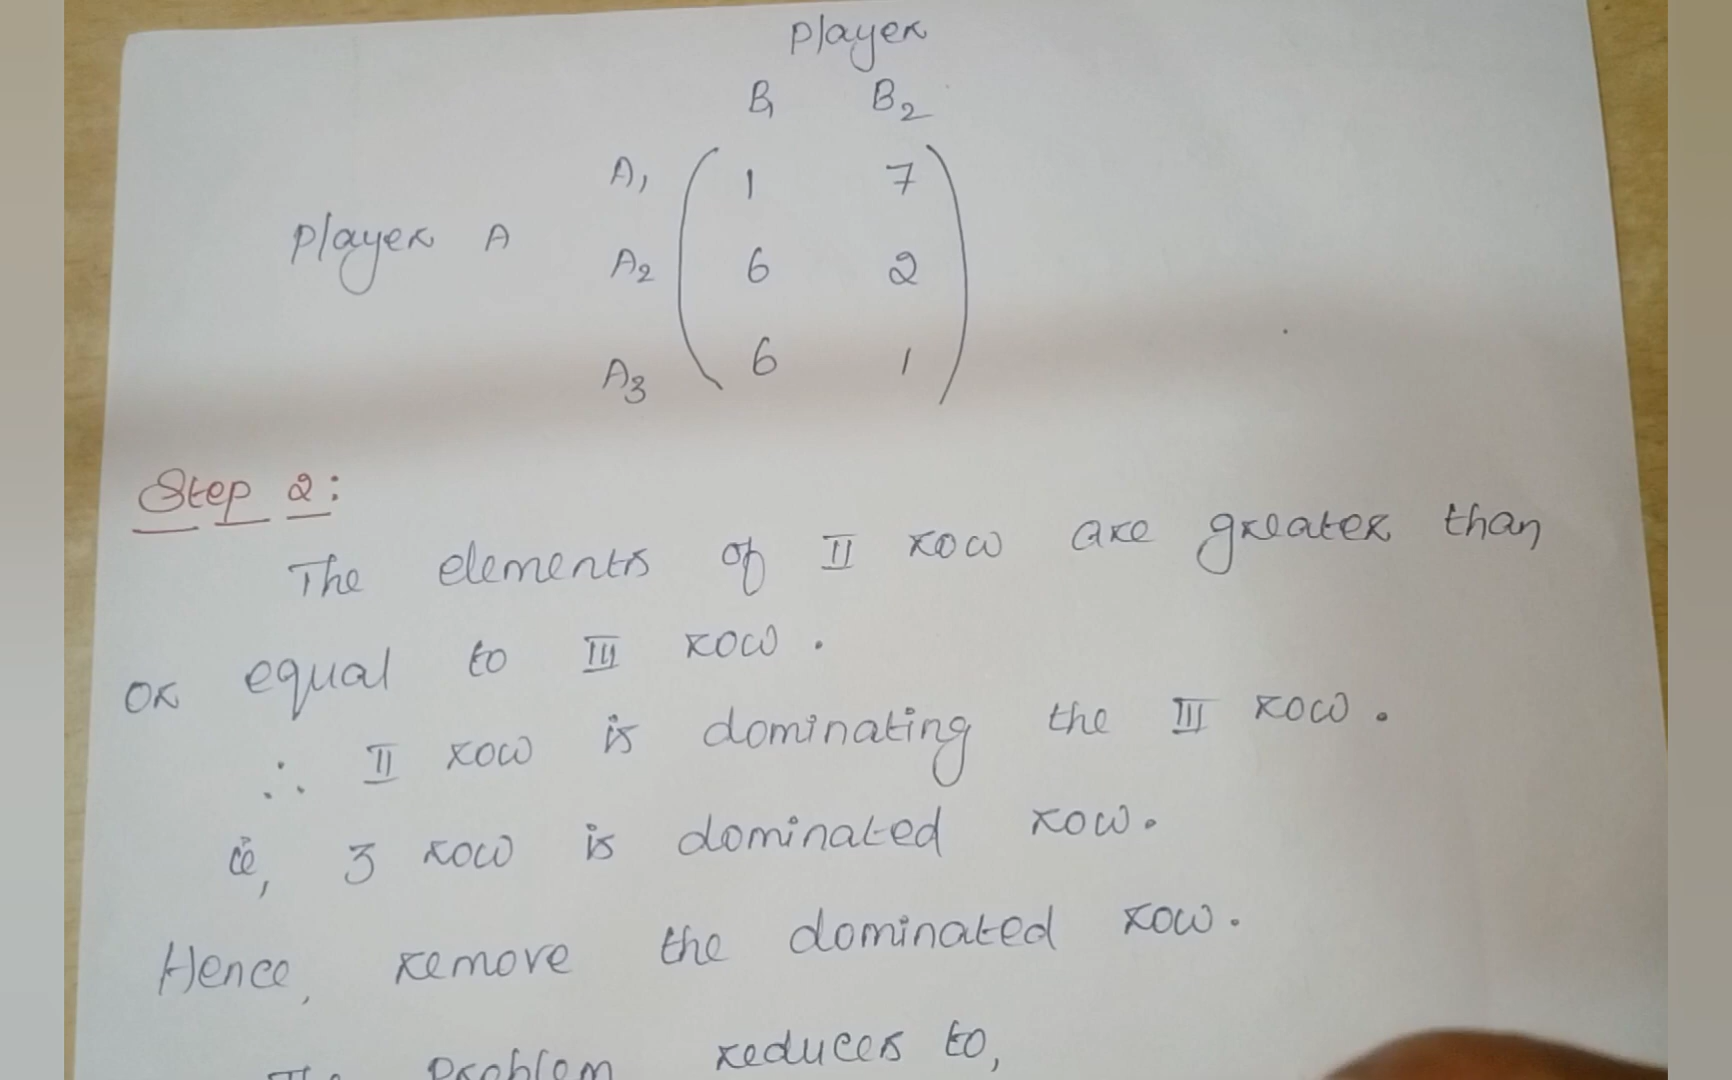 Player
B1 B2
A1 1 7
Player A A2 6 2
A3 6 1
Step 2:
The elements of II row are greater than
or equal to III row.
∴ II row is dominating the III row.
ie, 3 row is dominated row.
Hence, remove the dominated row.
The Problem reduces to,